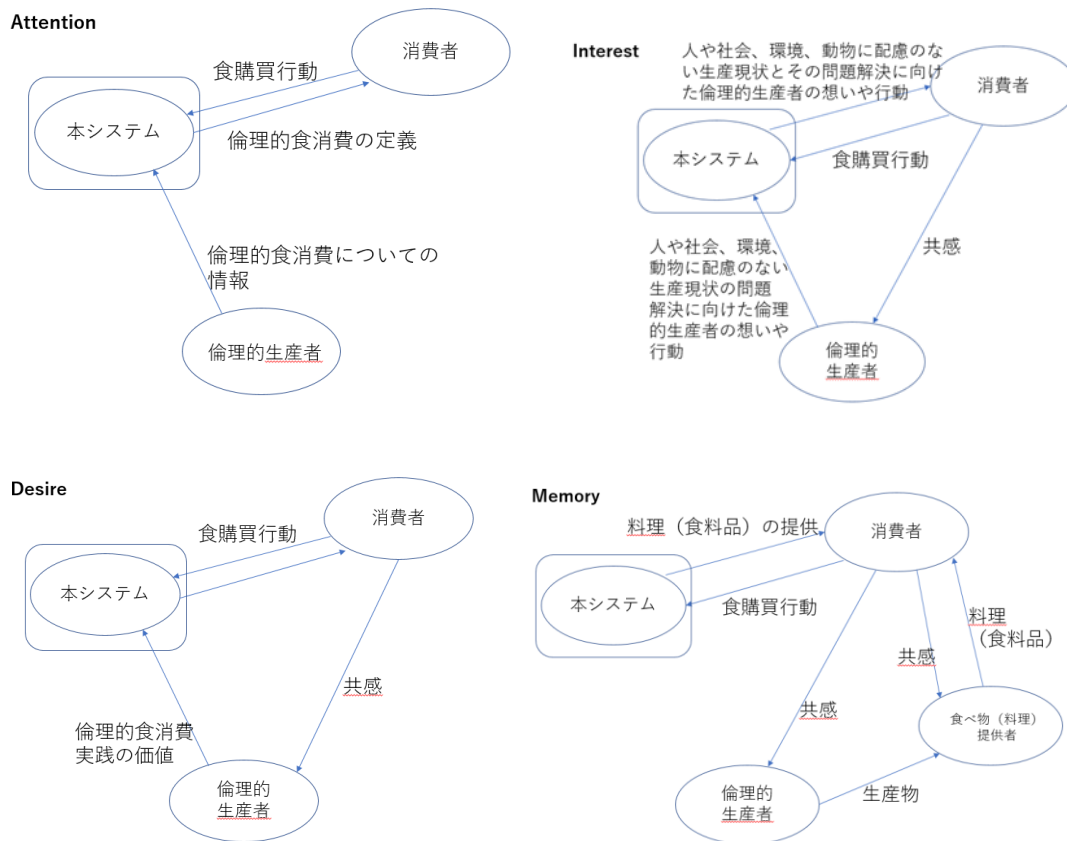 Attention
消費者
食購買行動
本システム
倫理的食消費の定義
倫理的食消費についての
情報
倫理的生産者
Interest
人や社会、環境、動物に配慮のな
い生産現状とその問題解決に向け
た倫理的生産者の想いや行動
消費者
本システム
食購買行動
人や社会、環境、
動物に配慮のない
生産現状の問題
解決に向けた倫理
的生産者の想いや
行動
共感
倫理的
生産者
Desire
消費者
食購買行動
本システム
共感
倫理的食消費
実践の価値
倫理的
生産者
Memory
料理（食料品）の提供
消費者
本システム
食購買行動
料理
（食料品）
共感
共感
食べ物（料理）
提供者
倫理的
生産者
生産物